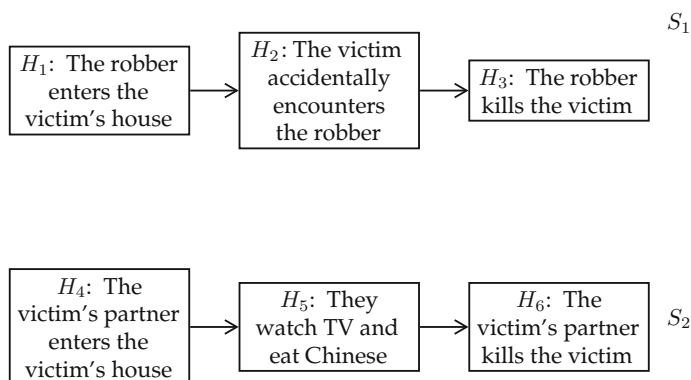 S₁
H₁: The robber
enters the
victim's house
H₂: The victim
accidentally
encounters
the robber
H₃: The robber
kills the victim
H₄: The
victim's partner
enters the
victim's house
H₅: They
watch TV and
eat Chinese
H₆: The
victim's partner
kills the victim
S₂